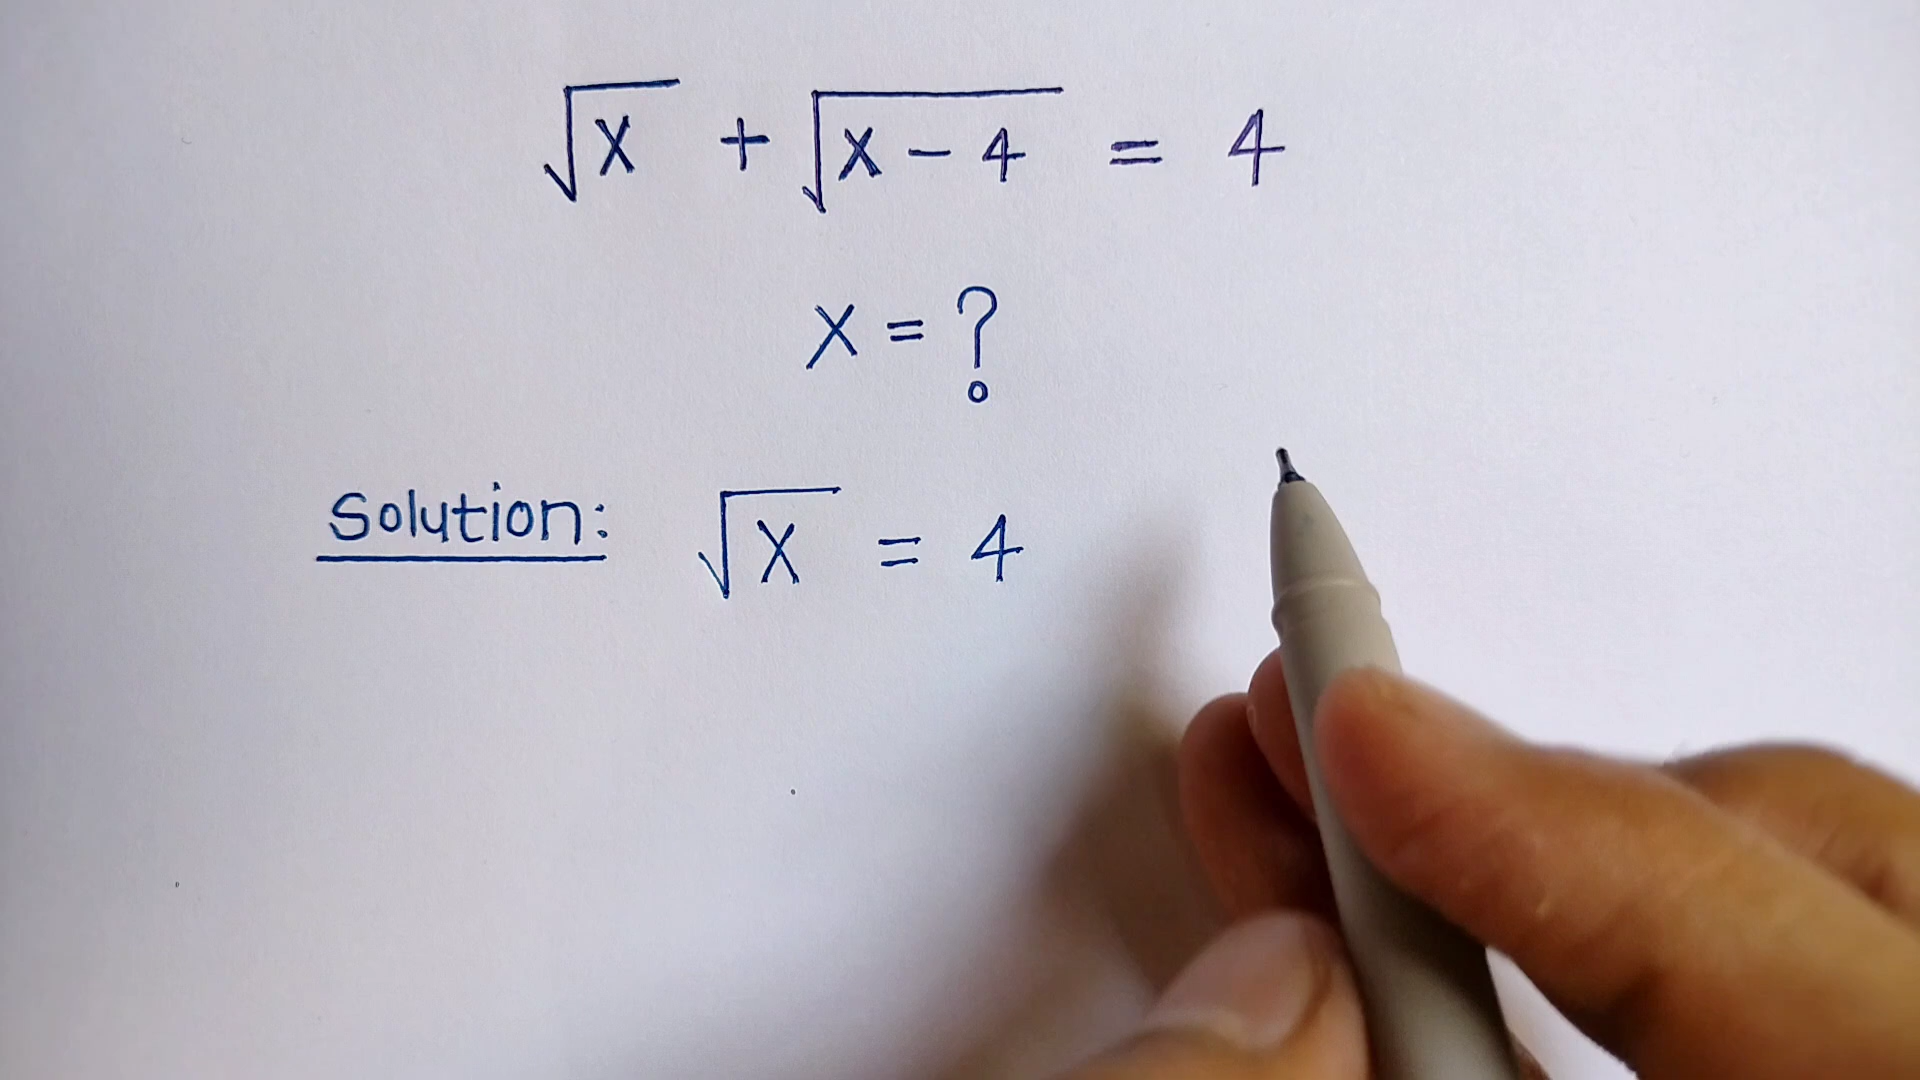 √x + √(x - 4) = 4
x = ?
Solution: √x = 4